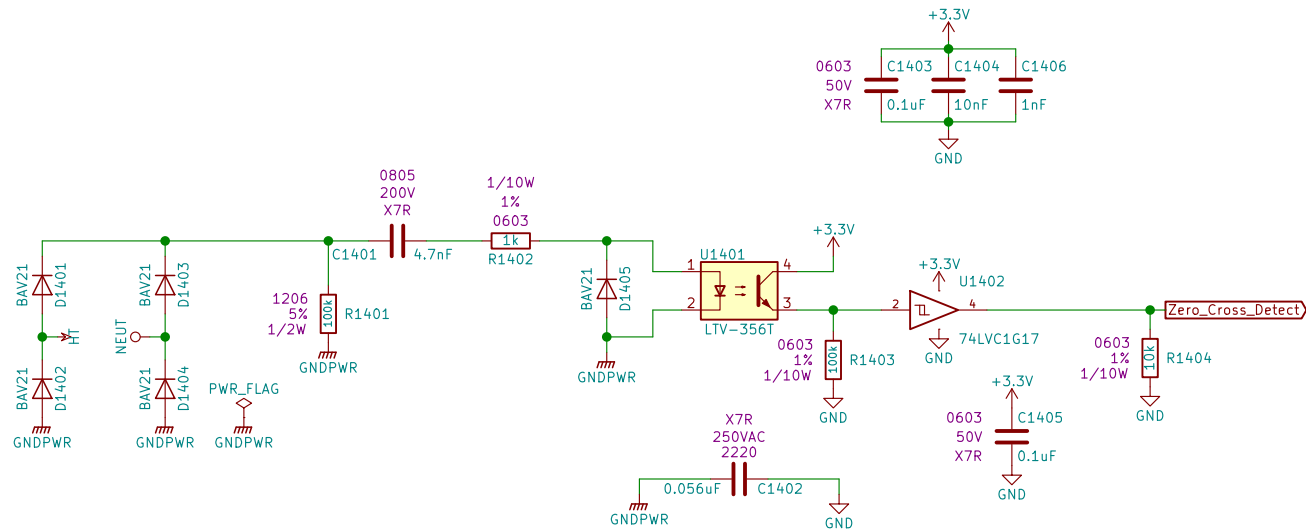 +3.3V
0603
50V
X7R
C1403
0.1uF
C1404
10nF
C1406
1nF
GND
0805
200V
X7R
C1401
4.7nF
1/10W
1%
0603
1k
R1402
BAV21
D1401
BAV21
D1403
HT
NEUT
BAV21
D1402
BAV21
D1404
GNDPWR
GNDPWR
PWR_FLAG
GNDPWR
1206
5%
1/2W
100k
R1401
GNDPWR
BAV21
D1405
GNDPWR
U1401
1
2
4
3
LTV-356T
+3.3V
0603
1%
1/10W
100k
R1403
GND
+3.3V
U1402
2
4
GND
74LVC1G17
Zero_Cross_Detect
0603
1%
1/10W
10k
R1404
GND
+3.3V
0603
50V
X7R
C1405
0.1uF
GND
X7R
250VAC
2220
0.056uF
C1402
GNDPWR
GND